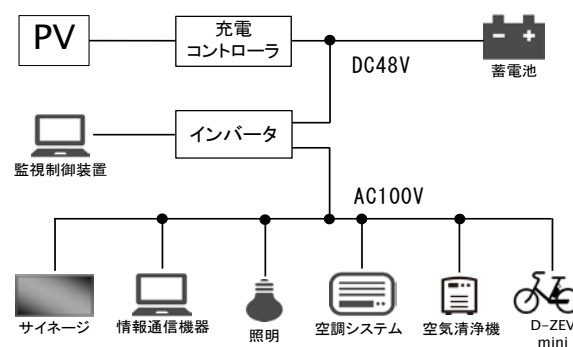 PV
充電
コントローラ
DC48V
蓄電池
インバータ
監視制御装置
AC100V
サイネージ
情報通信機器
照明
空調システム
空気清浄機
D-ZEV
mini